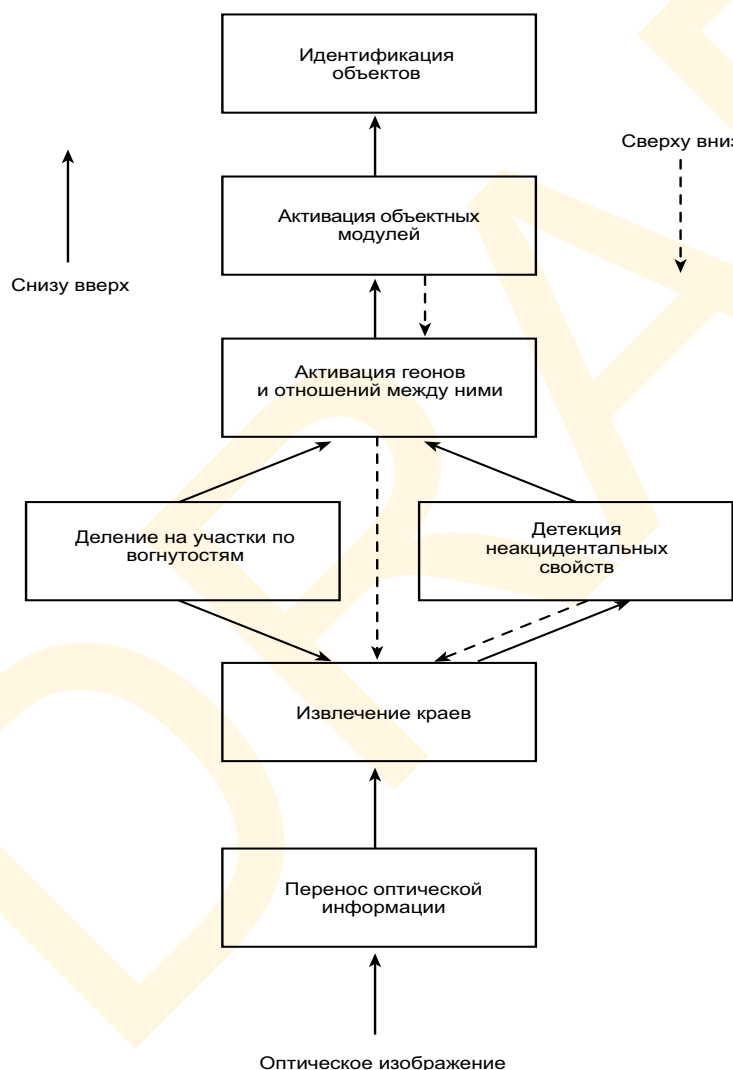 Идентификация
объектов
Сверху вниз
Активация объектных
модулей
Снизу вверх
Активация геонов
и отношений между ними
Деление на участки по
вогнутостям
Детекция
неакцидентальных
свойств
Извлечение краев
Перенос оптической
информации
Оптическое изображение
DRA